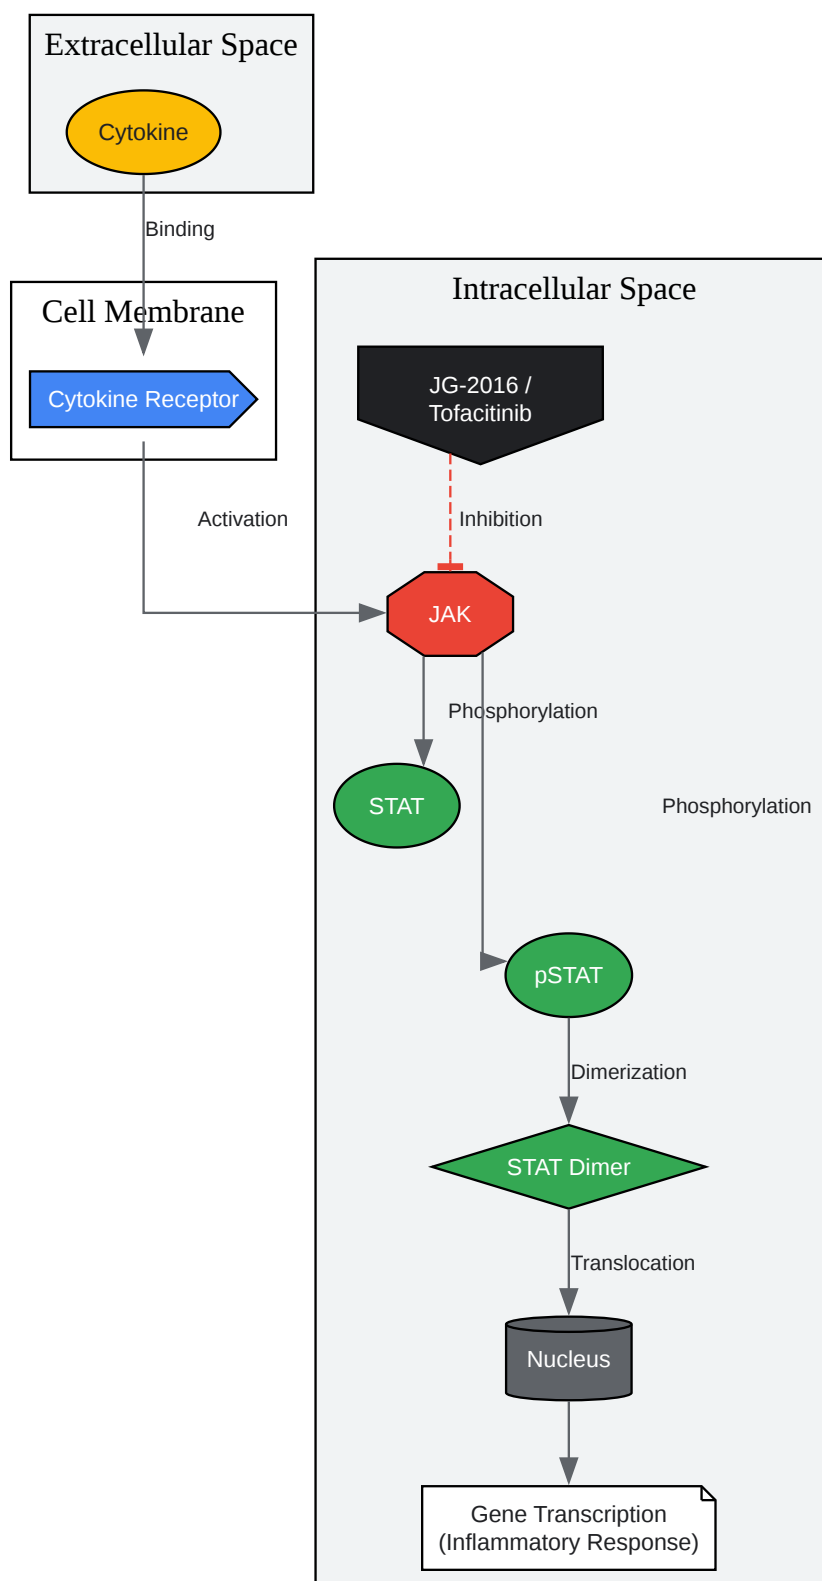 Extracellular Space
Cytokine
Binding
Cell Membrane
Cytokine Receptor
Activation
Intracellular Space
JG-2016 /
Tofacitinib
Inhibition
JAK
Phosphorylation
STAT
Phosphorylation
pSTAT
Dimerization
STAT Dimer
Translocation
Nucleus
Gene Transcription
(Inflammatory Response)